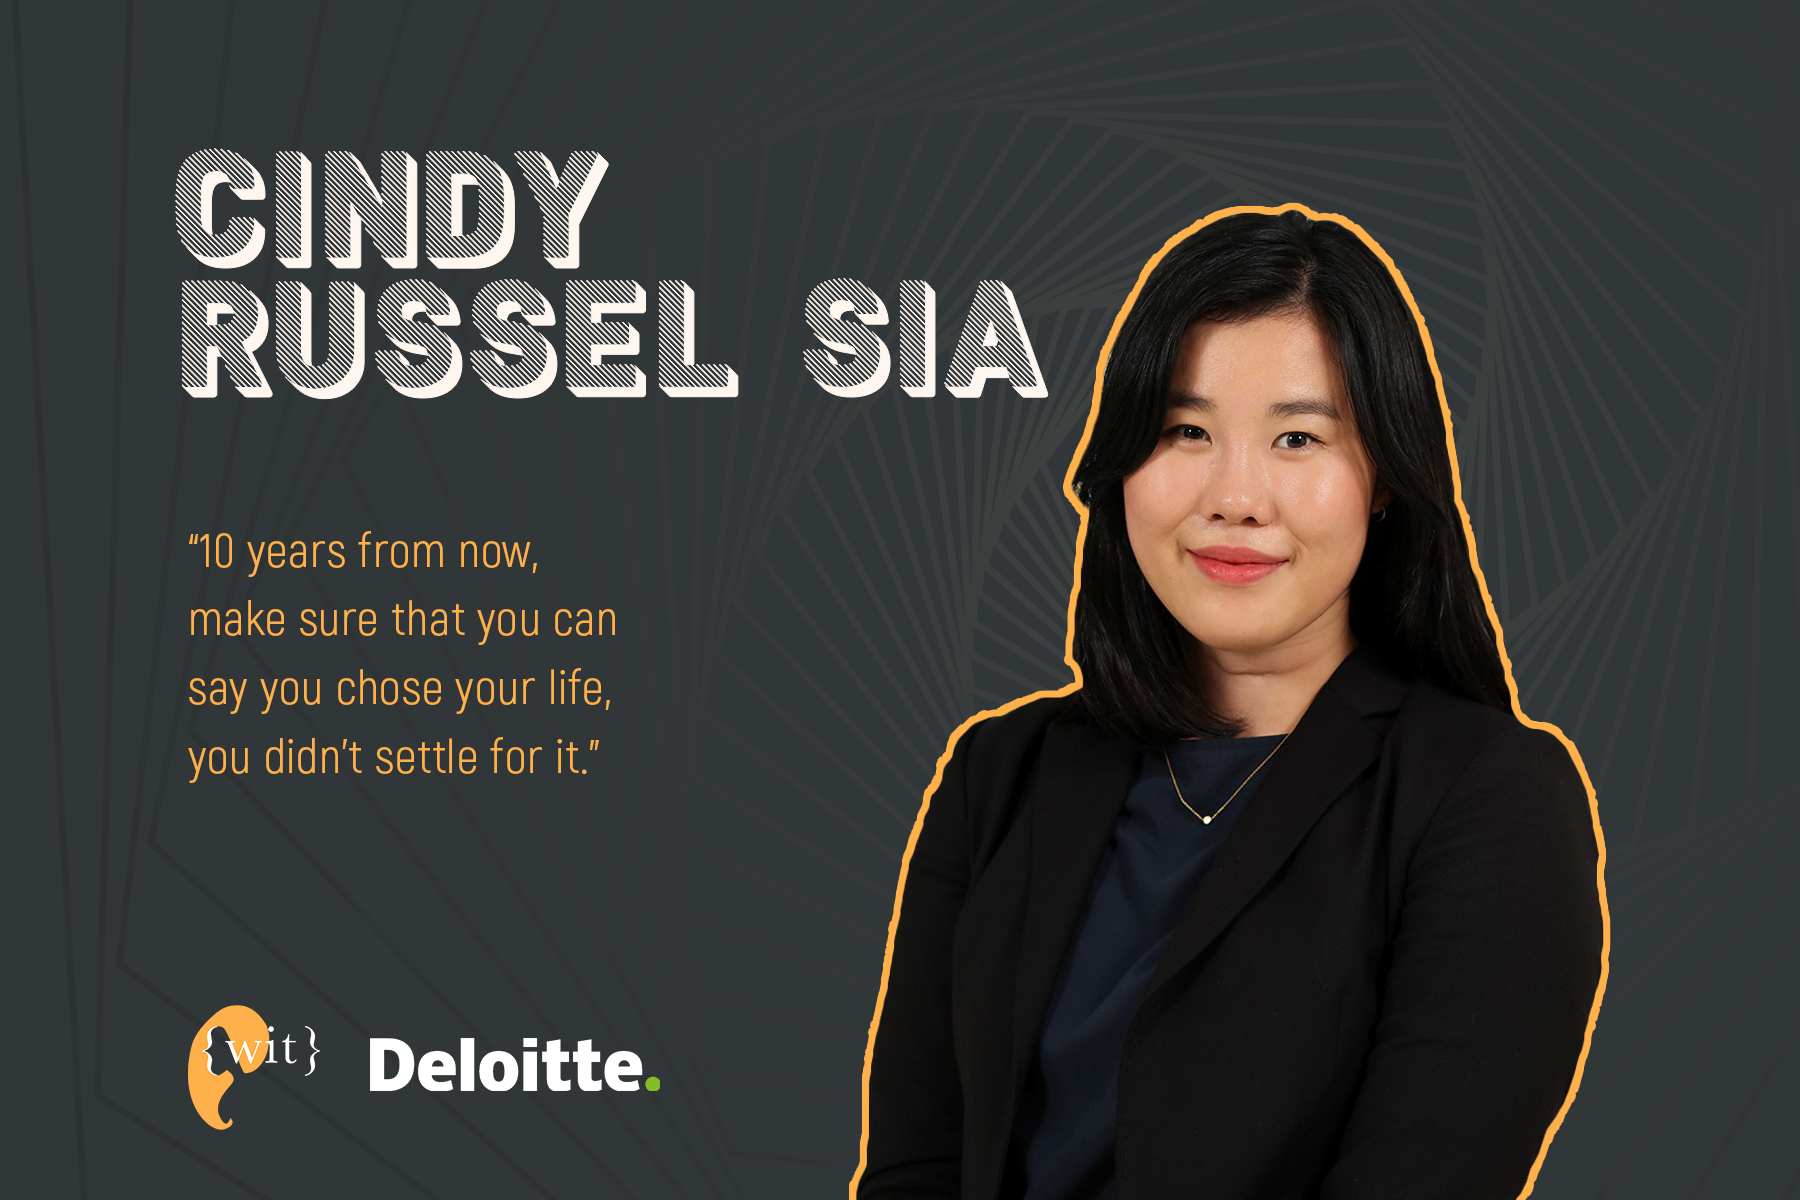 CINDY
RUSSEL SIA
“10 years from now,
make sure that you can
say you chose your life,
you didn’t settle for it.”
{wit}
Deloitte.